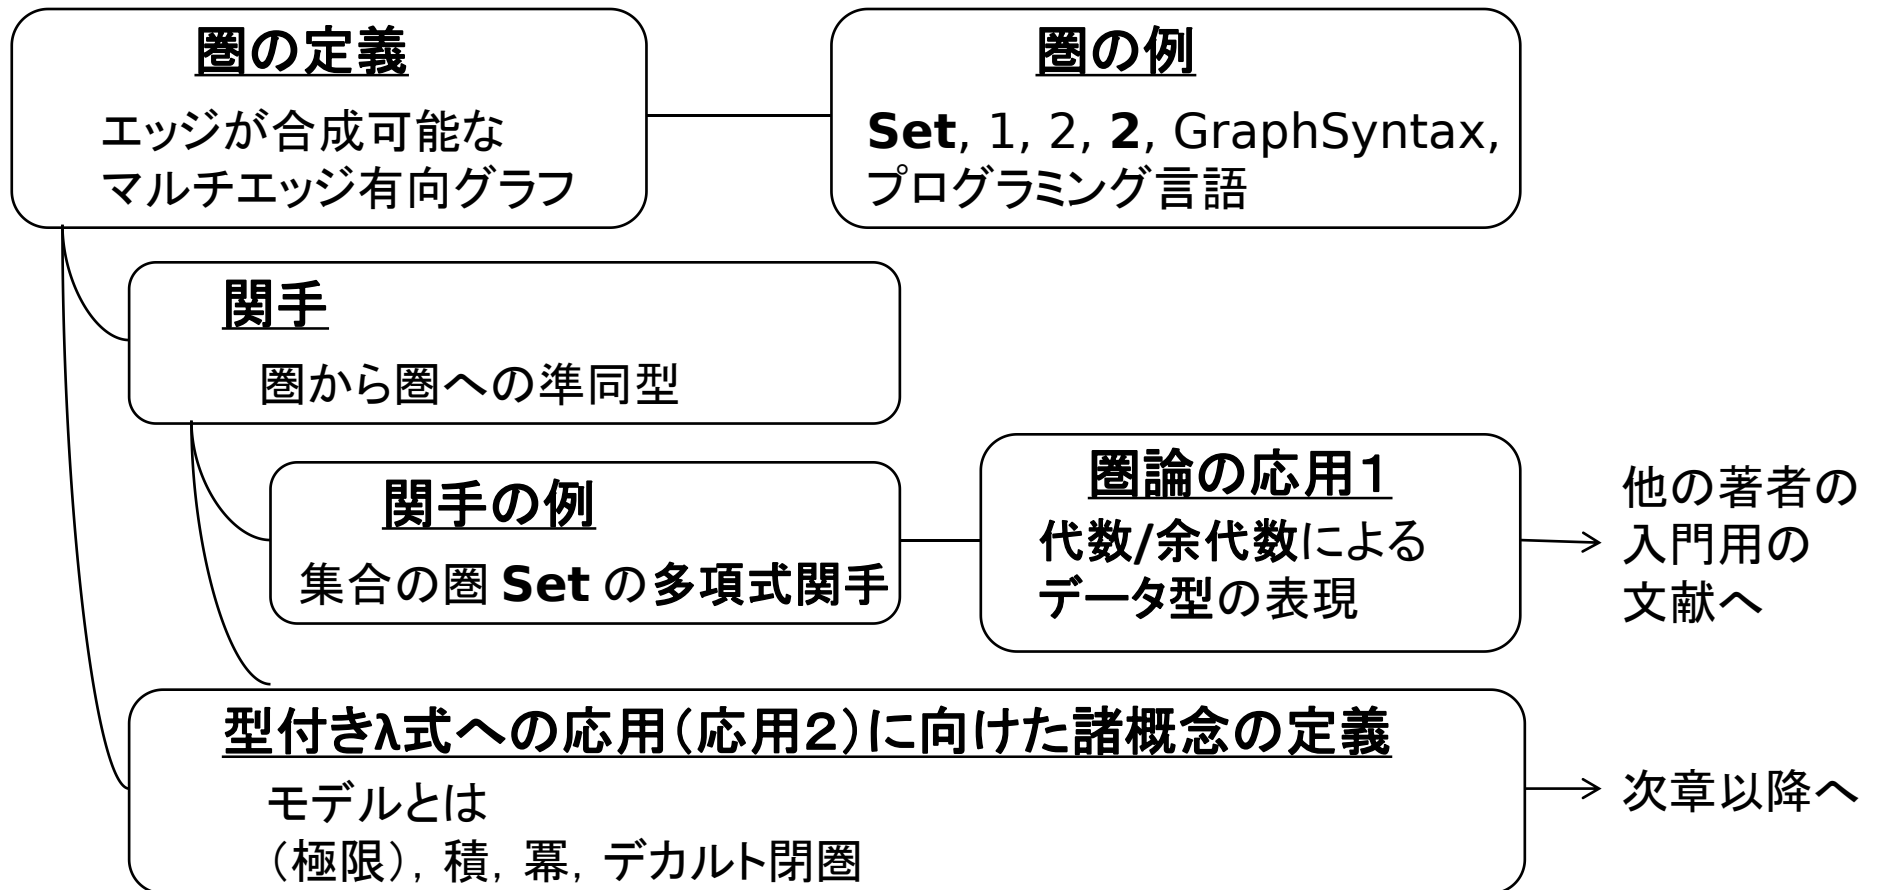 圏の定義
エッジが合成可能な
マルチエッジ有向グラフ
圏の例
Set, 1, 2, 2, GraphSyntax,
プログラミング言語
関手
圏から圏への準同型
関手の例
集合の圏 Set の多項式関手
圏論の応用１
代数/余代数による
データ型の表現
他の著者の
入門用の
文献へ
型付きλ式への応用（応用２）に向けた諸概念の定義
モデルとは
（極限）, 積, 冪, デカルト閉圏
次章以降へ